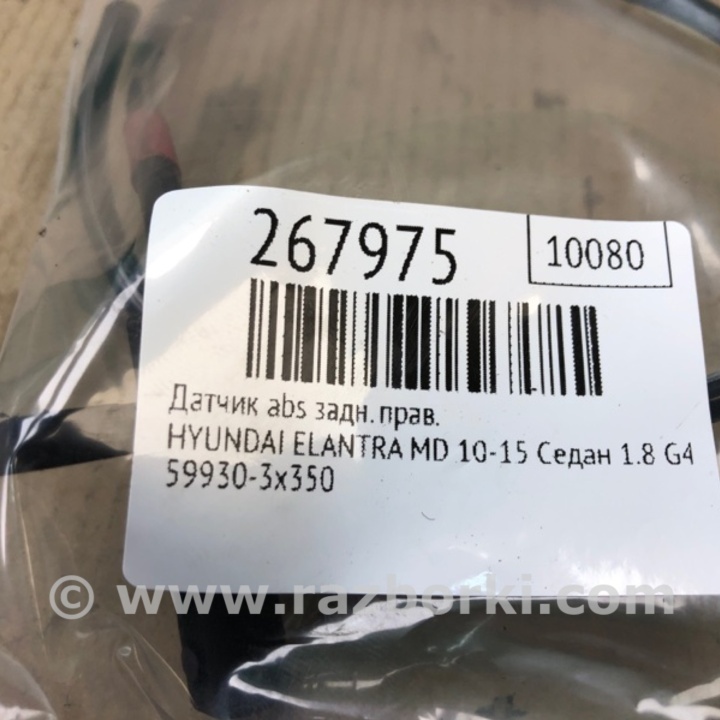 267975
10080
Датчик abs задн.прав.
HYUNDAI ELANTRA MD 10-15 Седан 1.8 G4
59930-3x350
© www.razborki.com